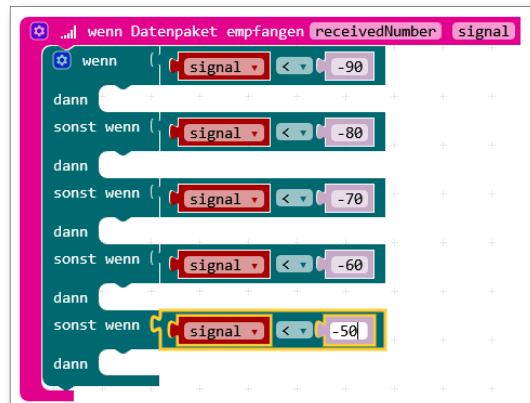 wenn Datenpaket empfangen receivedNumber signal
wenn signal < -90
dann
sonst wenn signal < -80
dann
sonst wenn signal < -70
dann
sonst wenn signal < -60
dann
sonst wenn signal < -50
dann